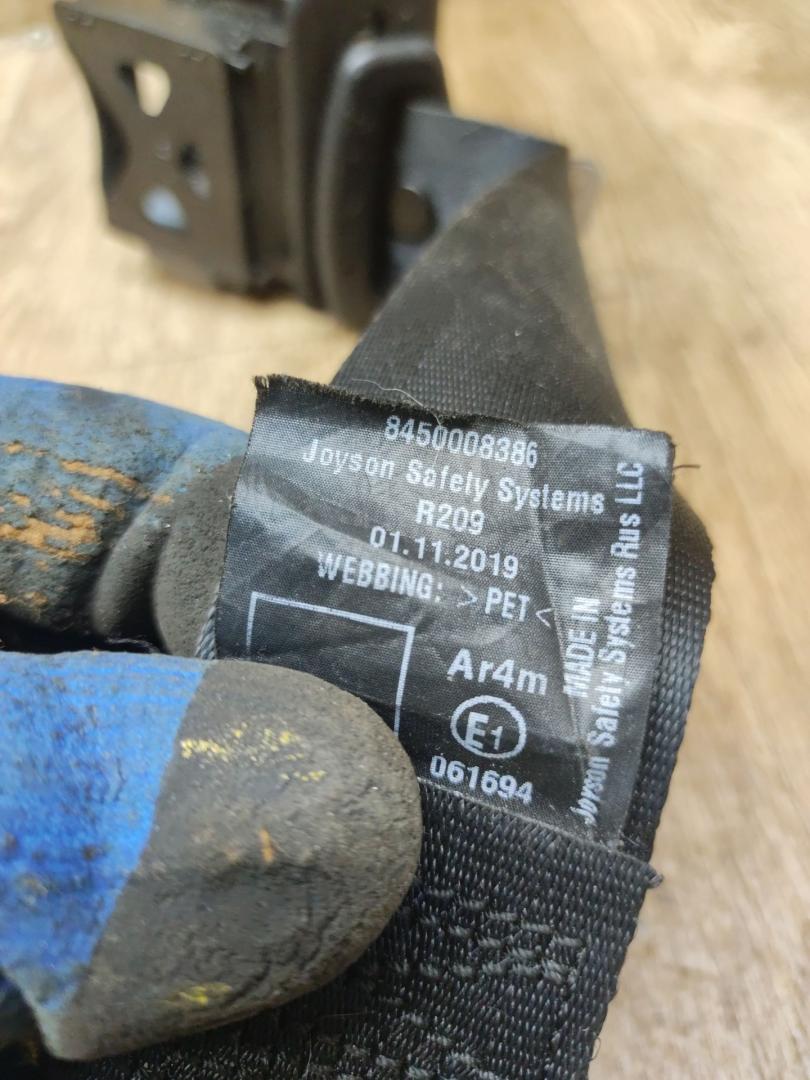 8450008386
Joyson Safety Systems
R209
01.11.2019
WEBBING: >PET<
Ar4m
E1
061694
MADE IN
Joyson Safety Systems Rus LLC